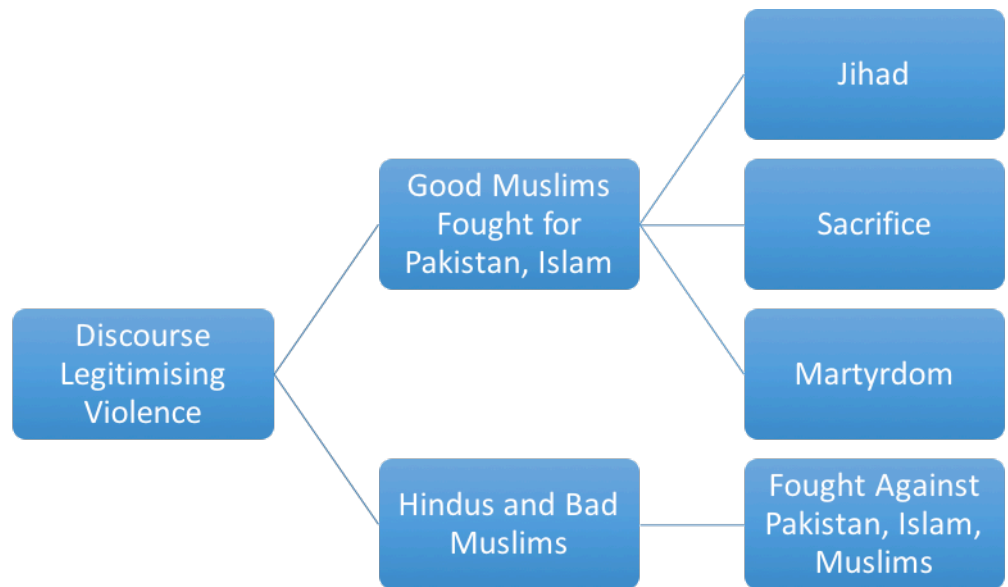 Discourse
Legitimising
Violence
Good Muslims
Fought for
Pakistan, Islam
Jihad
Sacrifice
Martyrdom
Hindus and Bad
Muslims
Fought Against
Pakistan, Islam,
Muslims